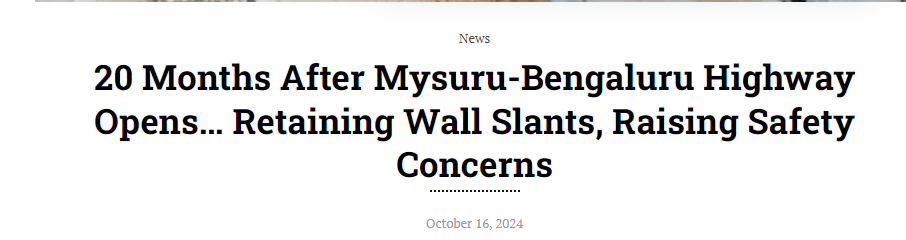 News
20 Months After Mysuru-Bengaluru Highway
Opens... Retaining Wall Slants, Raising Safety
Concerns
October 16, 2024